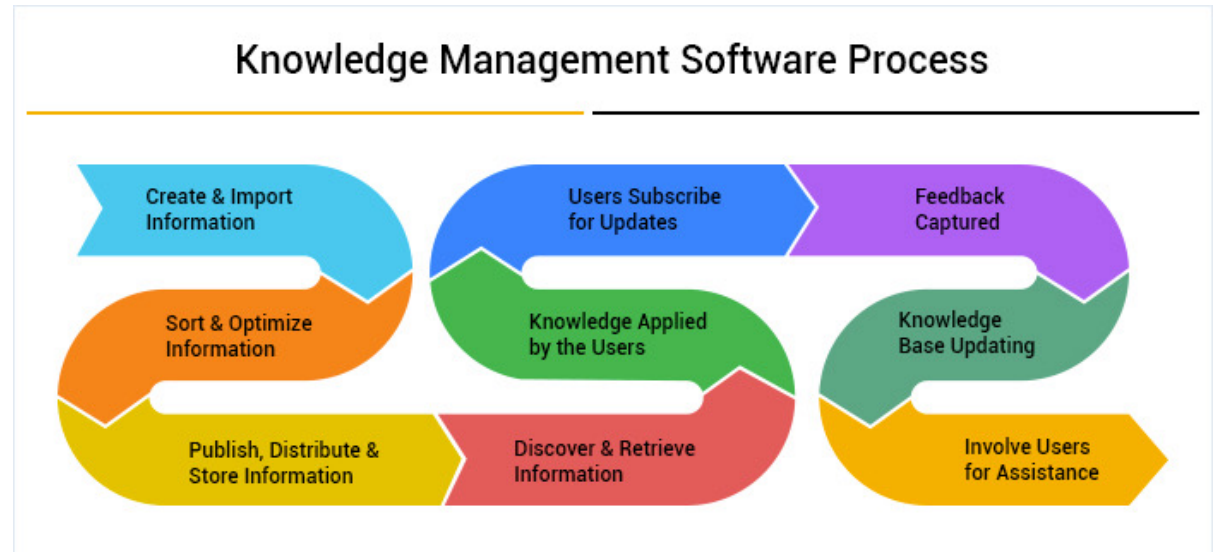 Knowledge Management Software Process
Create & Import
Information
Sort & Optimize
Information
Publish, Distribute &
Store Information
Discover & Retrieve
Information
Knowledge Applied
by the Users
Users Subscribe
for Updates
Feedback
Captured
Knowledge
Base Updating
Involve Users
for Assistance